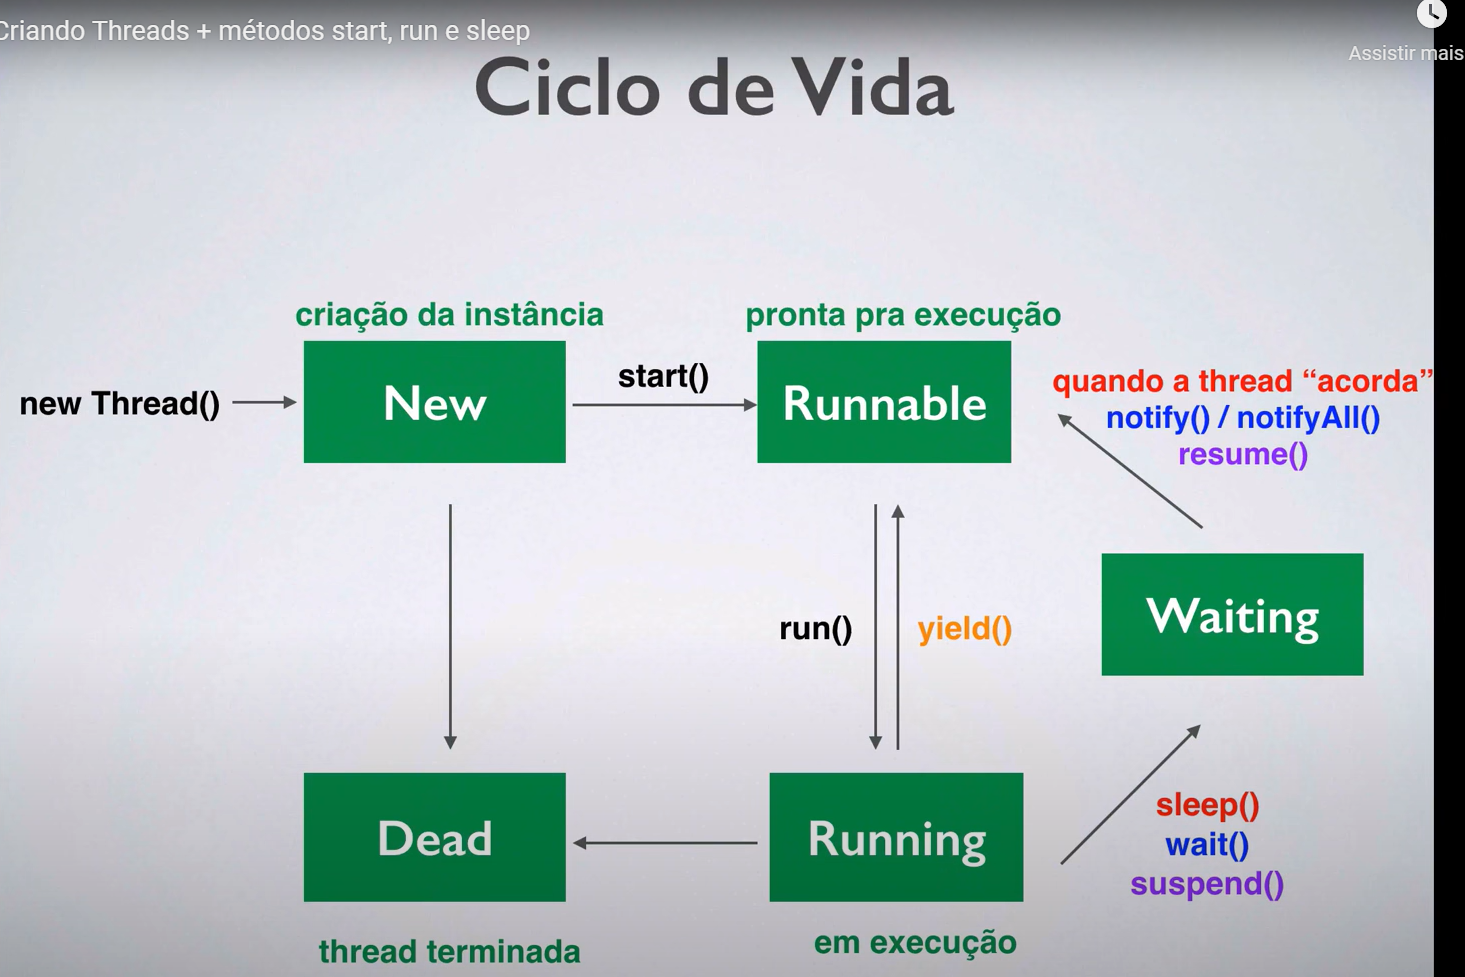 Criando Threads + métodos start, run e sleep
Assistir mais
Ciclo de Vida
criação da instância
pronta pra execução
new Thread()
New
start()
Runnable
quando a thread “acorda”
notify() / notifyAll()
resume()
run()
yield()
Waiting
Dead
Running
sleep()
wait()
suspend()
thread terminada
em execução